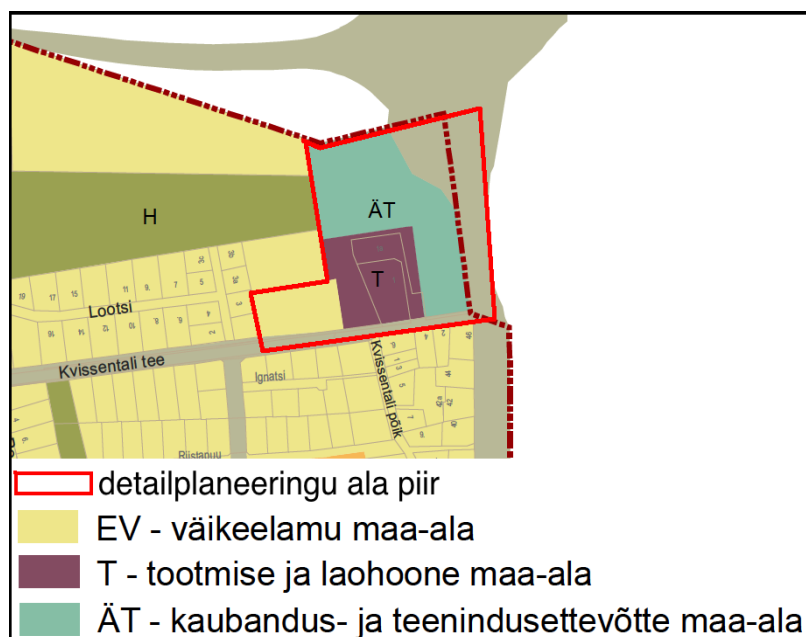 ÄT
H
T
Lootsi
Kvissentali tee
Ignatsi
Kvissentali põik
Riistapuu
detailplaneeringu ala piir
EV - väikeelamu maa-ala
T - tootmise ja laohoone maa-ala
ÄT - kaubandus- ja teenindusettevõtte maa-ala